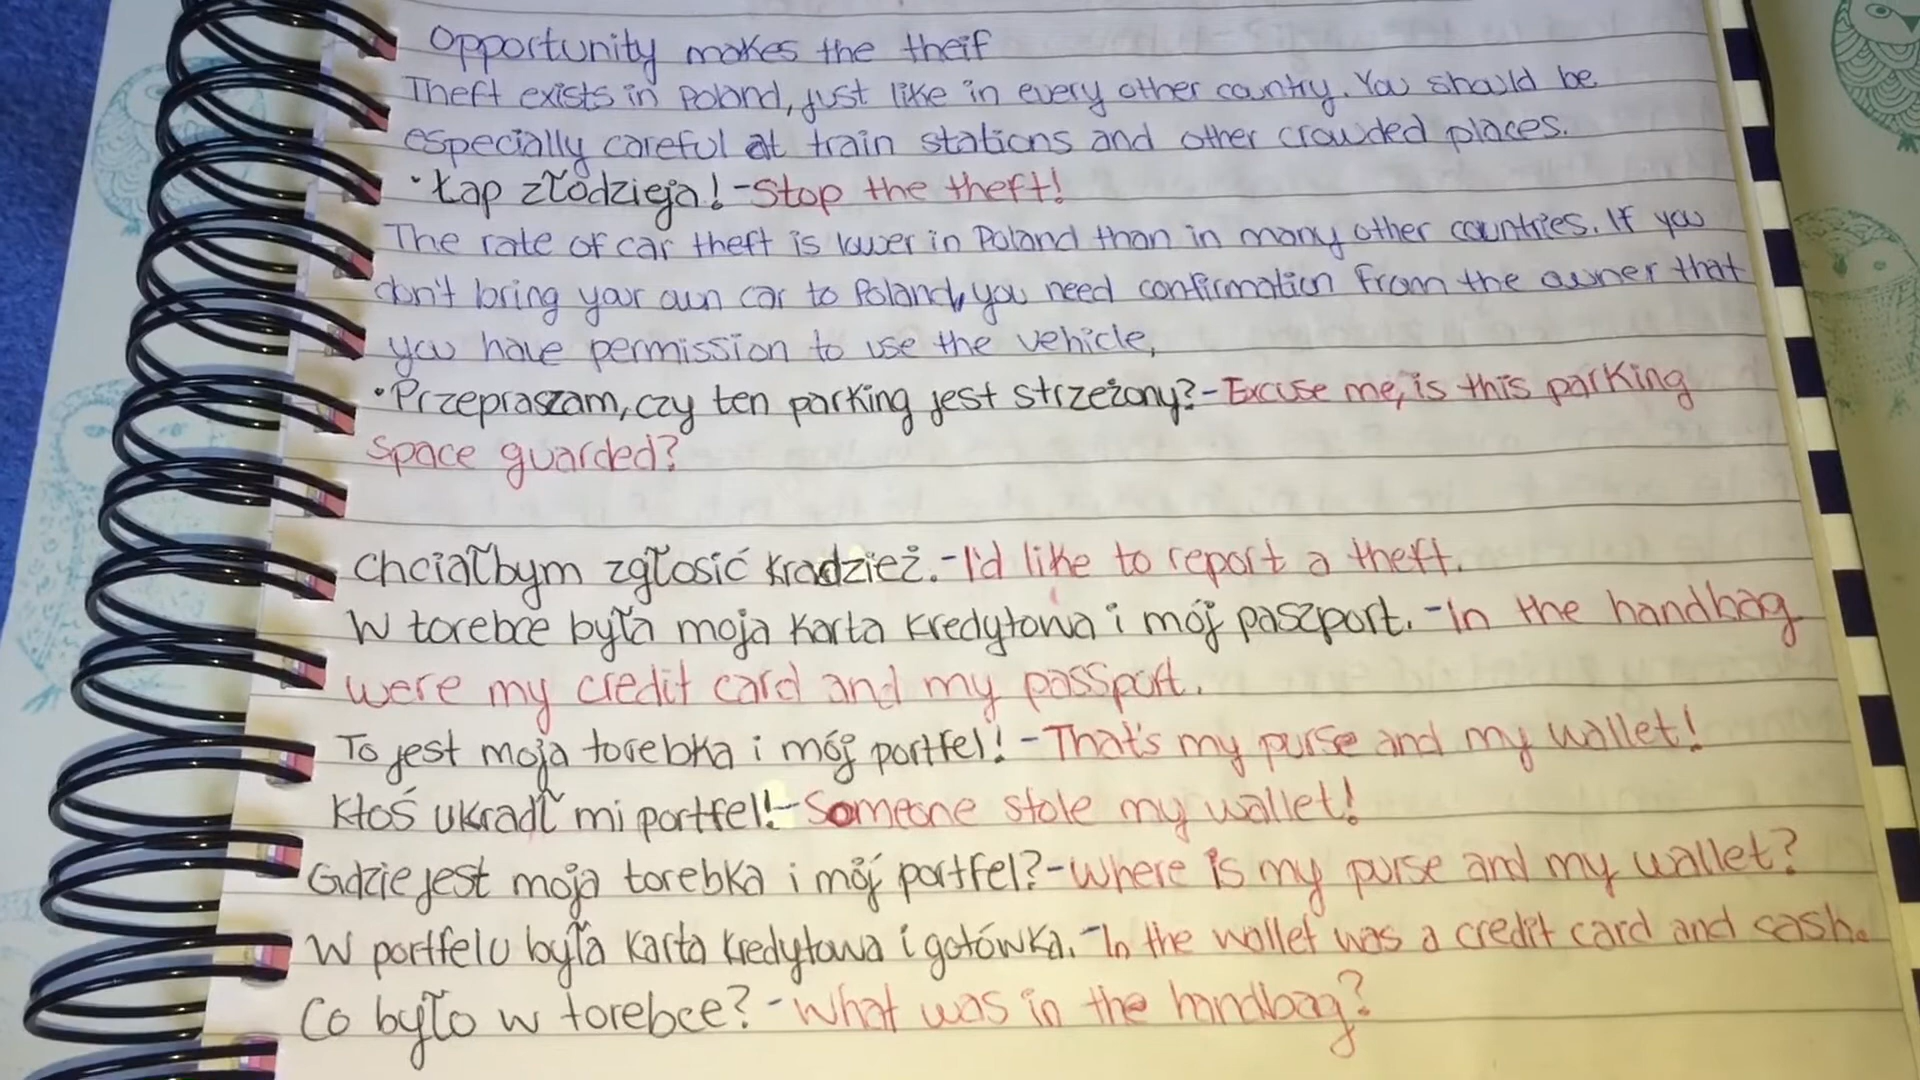 Opportunity makes the theif
Theft exists in Poland, just like in every other country. You should be
especially careful at train stations and other crowded places.
• Łap złodzieja! - Stop the theft!
The rate of car theft is lower in Poland than in many other countries. If you
don't bring your own car to Poland, you need confirmation from the owner that
you have permission to use the vehicle,
• Przepraszam, czy ten parking jest strzeżony? - Excuse me, is this parking
space guarded?
Chciałbym zgłosić kradzież. - I'd like to report a theft.
W torebce była moja karta kredytowa i mój paszport. - In the handbag
were my credit card and my passport.
To jest moja torebka i mój portfel! - That's my purse and my wallet!
Ktoś ukradł mi portfel! - Someone stole my wallet!
Gdzie jest moja torebka i mój portfel? - Where is my purse and my wallet?
W portfelu była karta kredytowa i gotówka. - In the wallet was a credit card and cash.
Co było w torebce? - What was in the handbag?